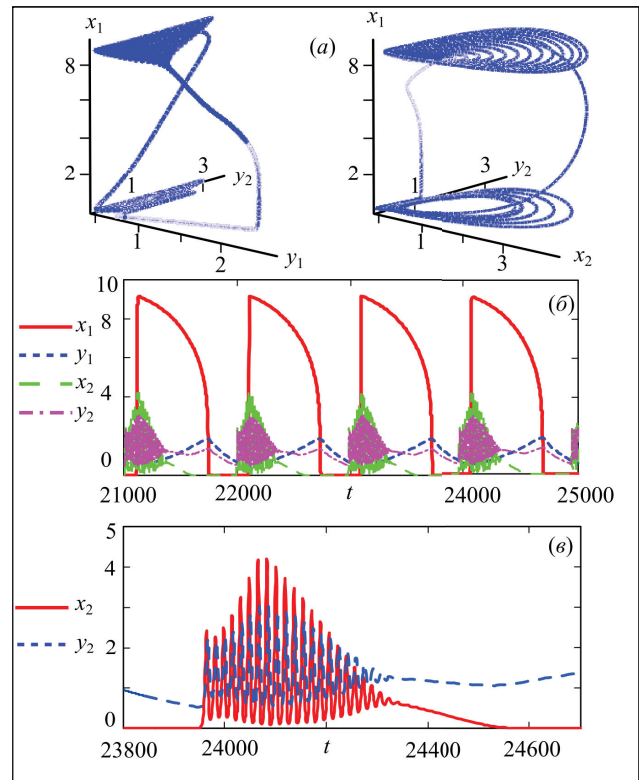 x₁ (а) x₁
8 8
2 3 y₂ 2 3 y₂
1 1
1 2 y₁ 1 3 x₂
10 (б)
8
4
0
x₁
y₁
x₂
y₂
21000 22000 t 24000 25000
5 (в)
4
2
0
x₂
y₂
23800 24000 t 24400 24600